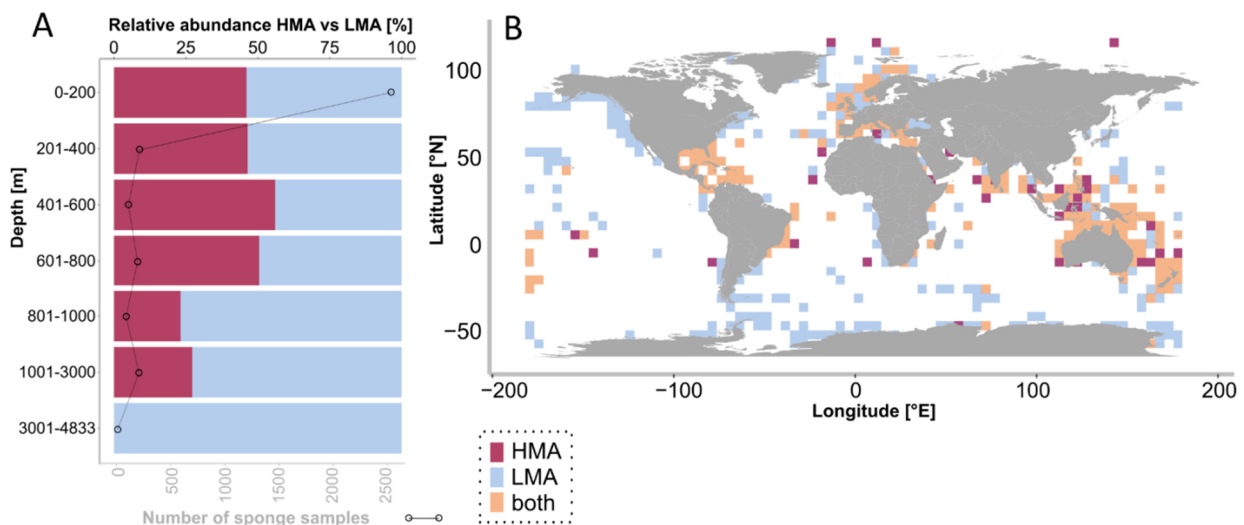 A
Relative abundance HMA vs LMA [%]
0 25 50 75 100
Depth [m]
0-200
201-400
401-600
601-800
801-1000
1001-3000
3001-4833
0 500 1000 1500 2000 2500
Number of sponge samples
B
Latitude [°N]
100
50
0
−50
−200 −100 0 100 200
Longitude [°E]
HMA
LMA
both